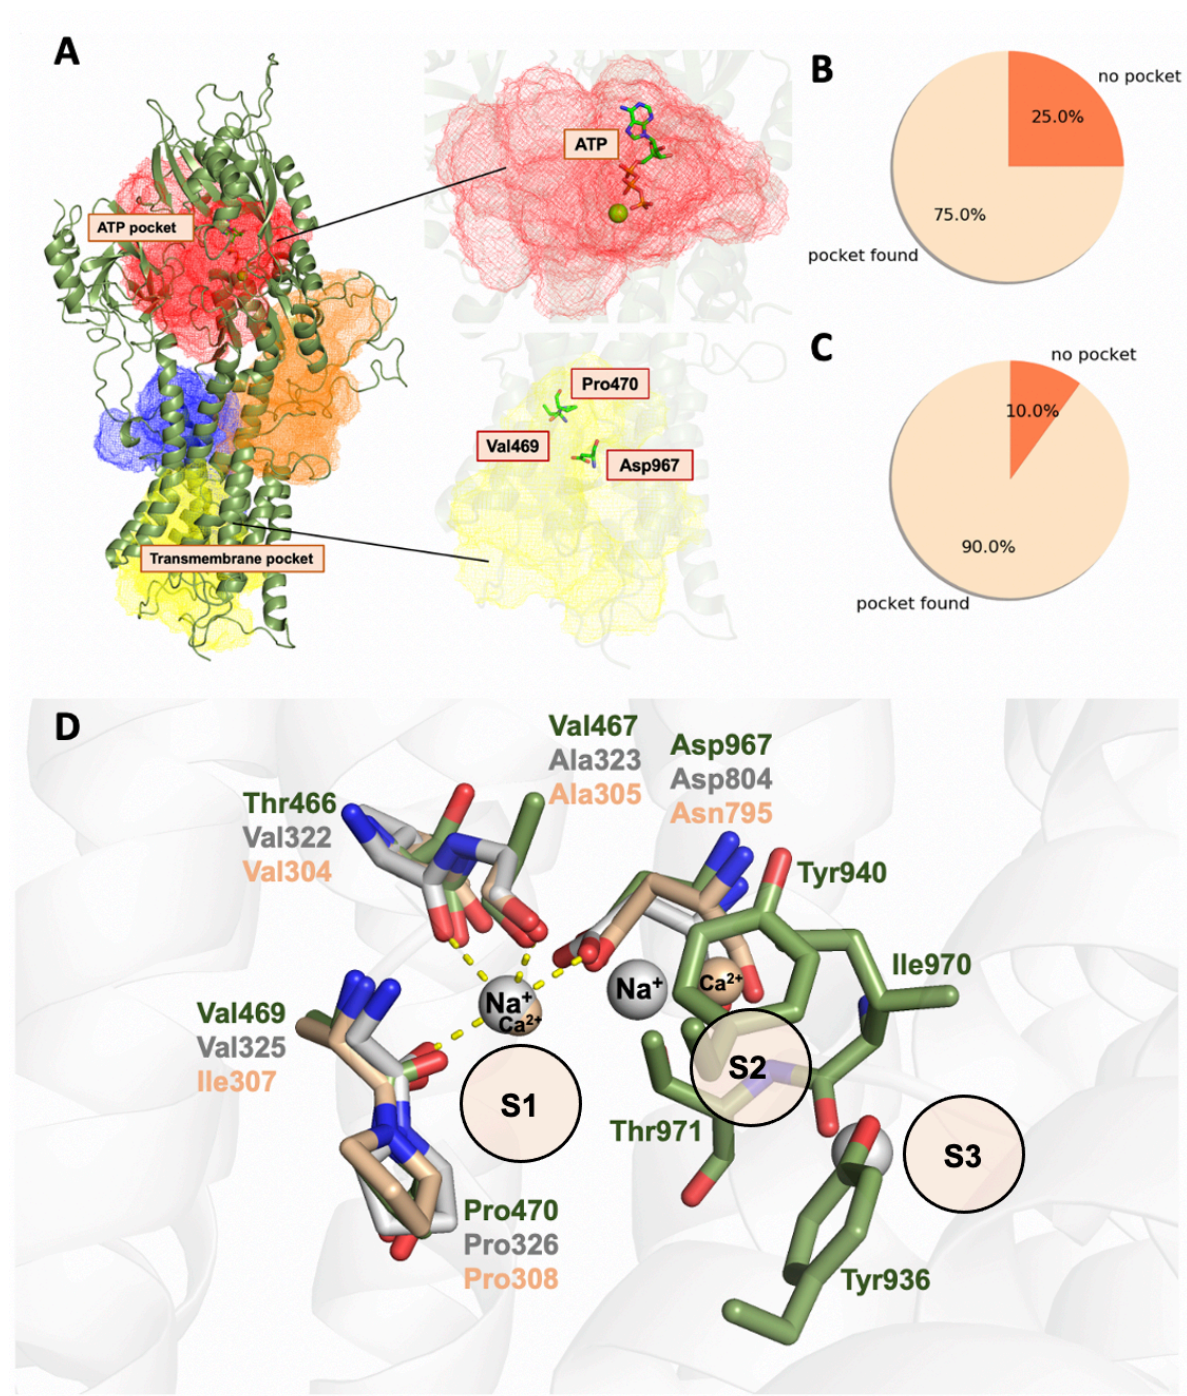 A
ATP pocket
Transmembrane pocket
ATP
Pro470
Val469
Asp967
B
no pocket
25.0%
75.0%
pocket found
C
no pocket
10.0%
90.0%
pocket found
D
Thr466
Val322
Val304
Val467
Ala323
Ala305
Asp967
Asp804
Asn795
Tyr940
Ile970
Val469
Val325
Ile307
Na⁺
Ca²⁺
Na⁺
Ca²⁺
S1
S2
S3
Thr971
Pro470
Pro326
Pro308
Tyr936